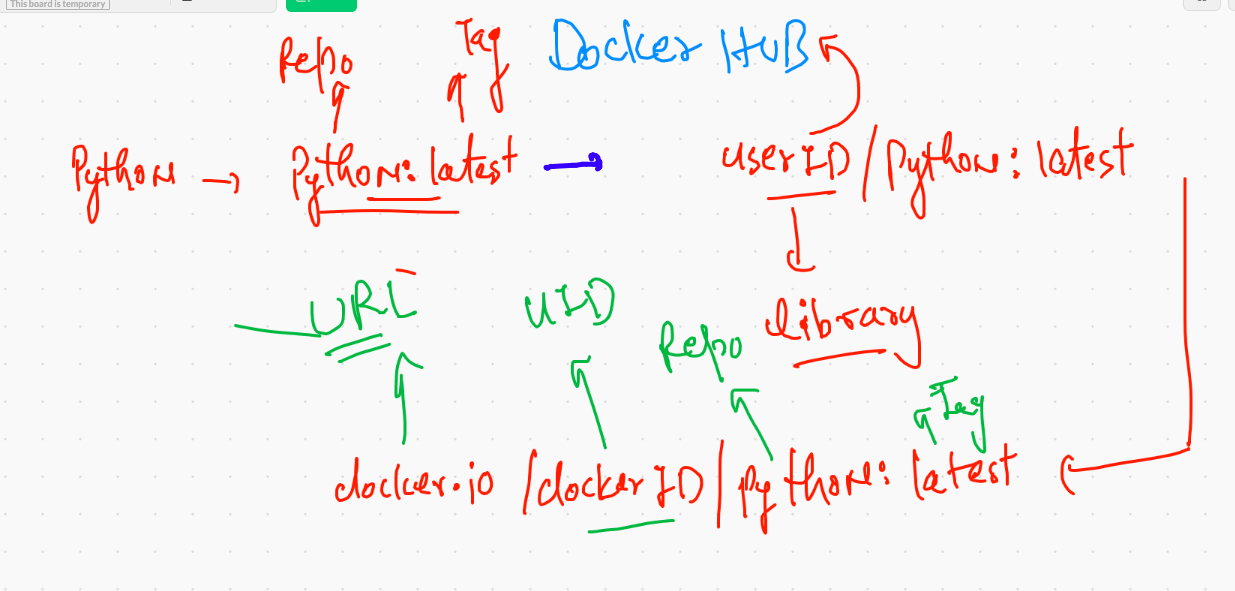 This board is temporary
Repo Tag Docker HUB
Python → Python:latest → userID/Python:latest
URL UID library
Repo
Tag
docker.io/dockerID/Python:latest